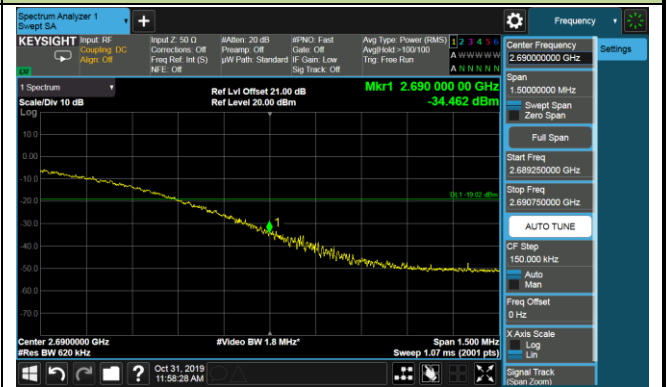 Spectrum Analyzer 1
Swept SA
+
Frequency
KEYSIGHT
Input: RF
Coupling: DC
Align: Off
Input Z: 50 Ω
Corrections: Off
Freq Ref: Int (S)
NFE: Off
#Atten: 20 dB
Preamp: Off
µW Path: Standard
#PNO: Fast
Gate: Off
IF Gain: Low
Sig Track: Off
Avg Type: Power (RMS)
Avg|Hold:>100/100
Trig: Free Run
1 2 3 4 5 6
A W W W W W
A N N N N N
Center Frequency
2.690000000 GHz
Settings
Span
1.50000000 MHz
Swept Span
Zero Span
Full Span
Start Freq
2.689250000 GHz
Stop Freq
2.690750000 GHz
AUTO TUNE
CF Step
150.000 kHz
Auto
Man
Freq Offset
0 Hz
X Axis Scale
Log
Lin
Signal Track
(Span Zoom)
1 Spectrum
Scale/Div 10 dB
Log
Ref Lvl Offset 21.00 dB
Ref Level 20.00 dBm
Mkr1 2.690 000 00 GHz
-34.462 dBm
10.0
0.00
-10.0
-20.0
-30.0
-40.0
-50.0
-60.0
-70.0
DL1 -19.02 dBm
1
Center 2.690000 GHz
#Res BW 620 kHz
#Video BW 1.8 MHz*
Span 1.500 MHz
Sweep 1.07 ms (2001 pts)
?
Oct 31, 2019
11:58:28 AM